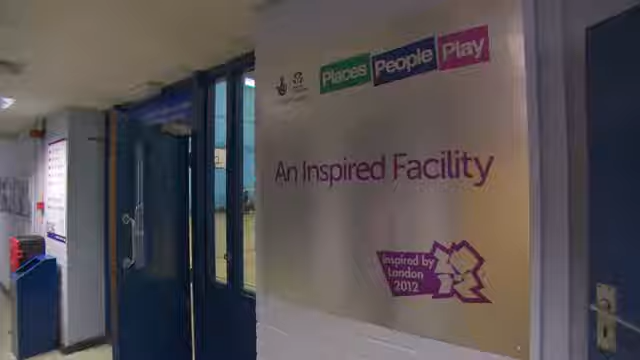 Places People Play
An Inspired Facility
inspired by
London
2012